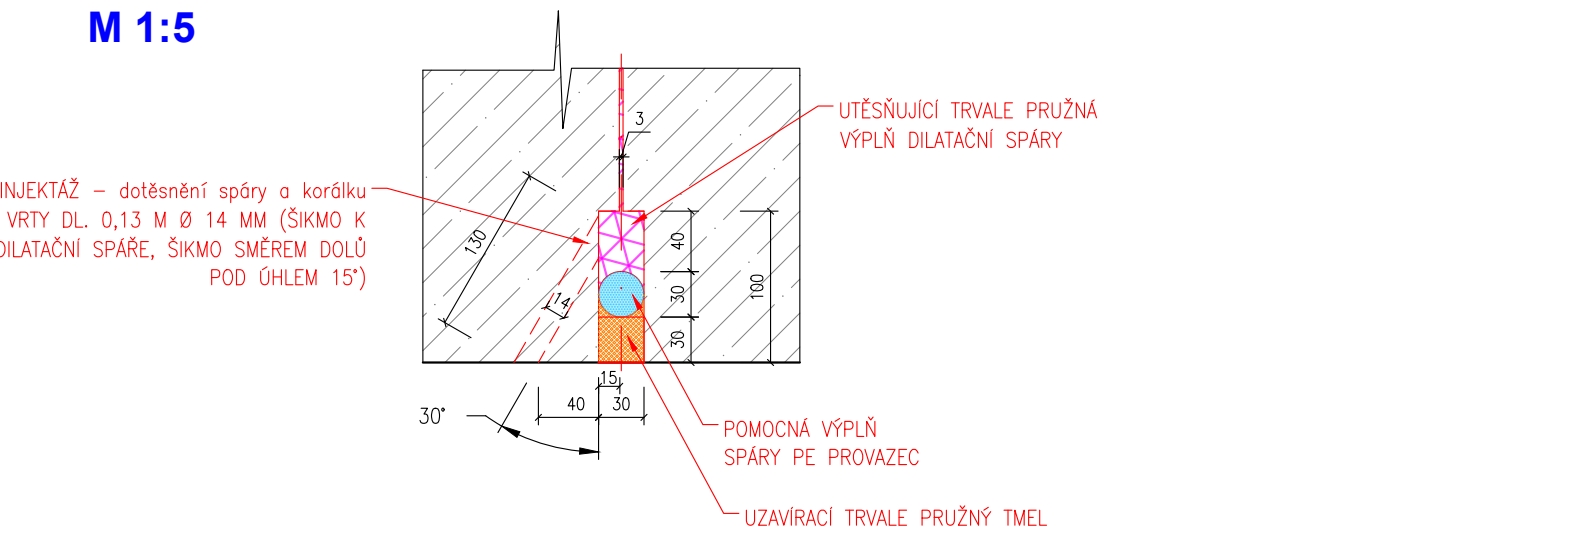 M 1:5
UTĚSŇUJÍCÍ TRVALE PRUŽNÁ
VÝPLŇ DILATAČNÍ SPÁRY
3
INJEKTÁŽ – dotěsnění spáry a korálku
VRTY DL. 0,13 M Ø 14 MM (ŠIKMO K
DILATAČNÍ SPÁŘE, ŠIKMO SMĚREM DOLŮ
POD ÚHLEM 15°)
130
14
40
30
30
100
15
40
30
30°
POMOCNÁ VÝPLŇ
SPÁRY PE PROVAZEC
UZAVÍRACÍ TRVALE PRUŽNÝ TMEL